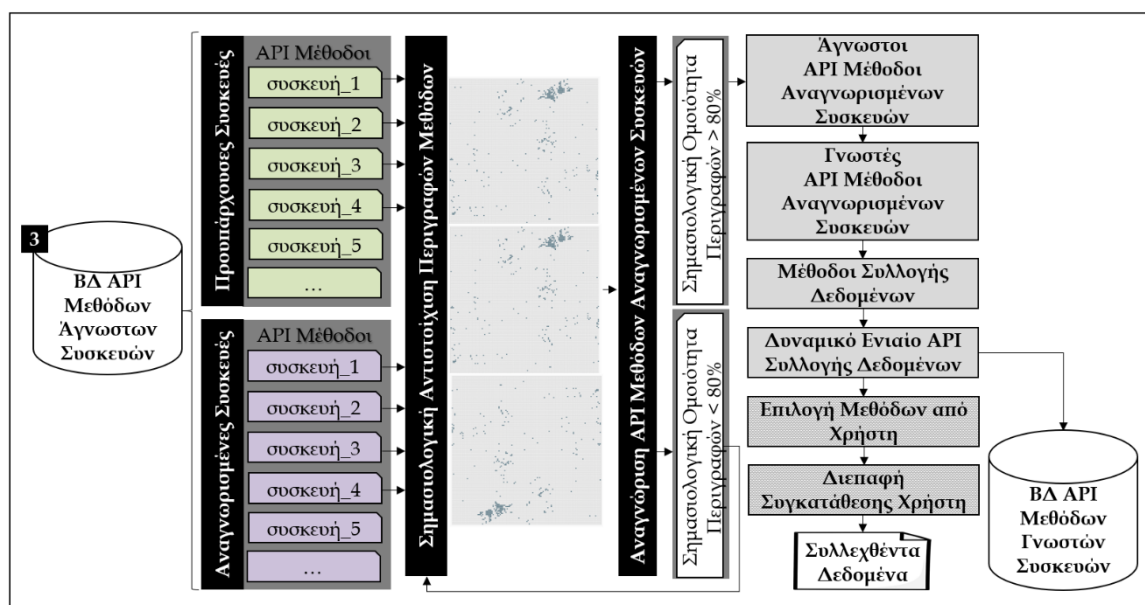 3
ΒΔ API
Μεθόδων
Άγνωστων
Συσκευών
Προυπάρχουσες Συσκευές
API Μέθοδοι
συσκευή_1
συσκευή_2
συσκευή_3
συσκευή_4
συσκευή_5
…
Αναγνωρισμένες Συσκευές
API Μέθοδοι
συσκευή_1
συσκευή_2
συσκευή_3
συσκευή_4
συσκευή_5
…
Σημασιολογική Αντιστοίχιση Περιγραφών Μεθόδων
Αναγνώριση API Μεθόδων Αναγνωρισμένων Συσκευών
Σημασιολογική Ομοιότητα
Περιγραφών > 80%
Σημασιολογική Ομοιότητα
Περιγραφών < 80%
Άγνωστοι
API Μέθοδοι
Αναγνωρισμένων
Συσκευών
Γνωστές
API Μέθοδοι
Αναγνωρισμένων
Συσκευών
Μέθοδοι Συλλογής
Δεδομένων
Δυναμικό Ενιαίο API
Συλλογής Δεδομένων
Επιλογή Μεθόδων από
Χρήστη
Διεπαφή
Συγκατάθεσης Χρήστη
Συλλεχθέντα
Δεδομένα
ΒΔ API
Μεθόδων
Γνωστών
Συσκευών